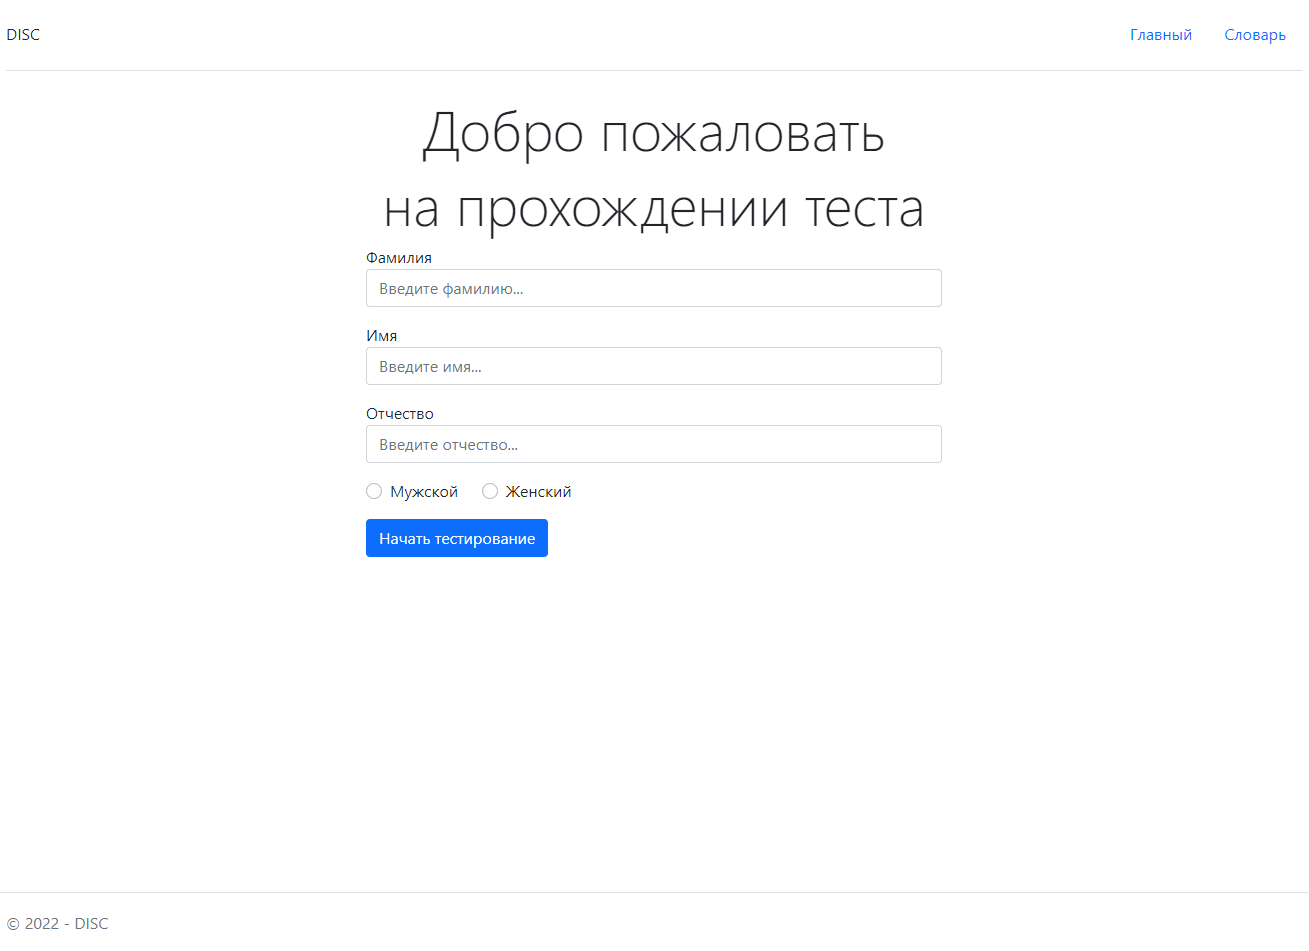 DISC
Главный Словарь
Добро пожаловать
на прохождении теста
Фамилия
Введите фамилию...
Имя
Введите имя...
Отчество
Введите отчество...
Мужской Женский
Начать тестирование
© 2022 - DISC